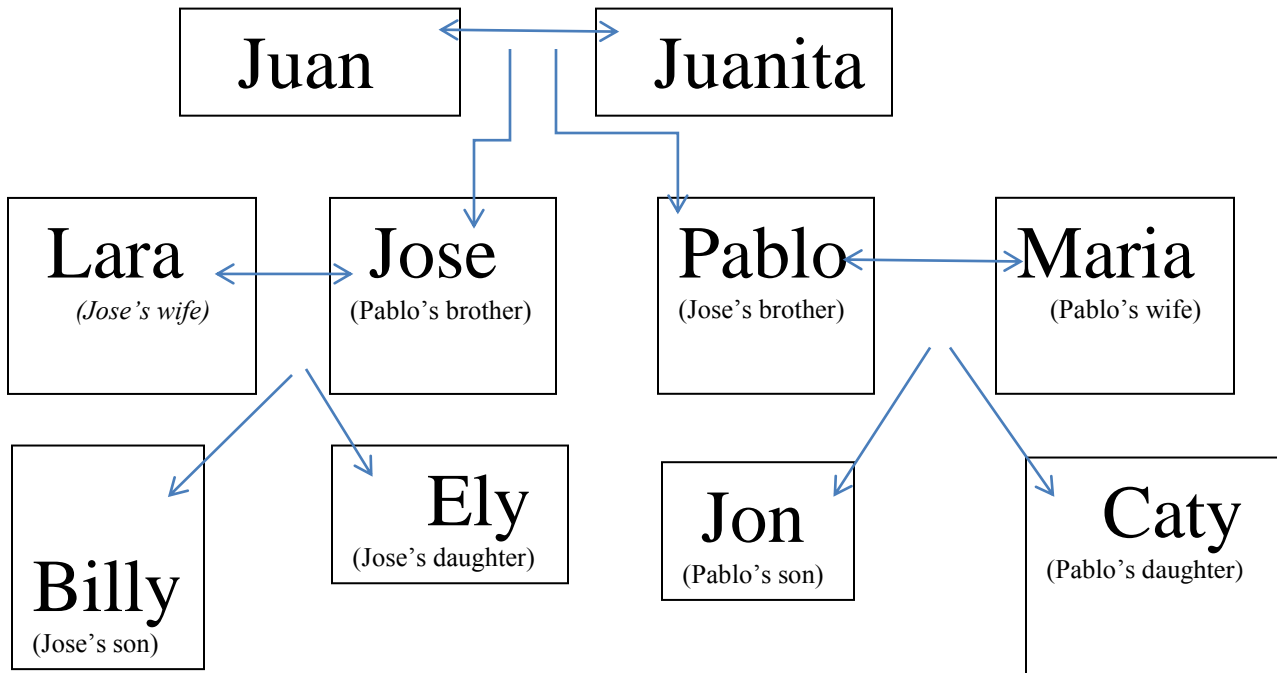 Juan
Juanita
Lara
(Jose’s wife)
Jose
(Pablo’s brother)
Pablo
(Jose’s brother)
Maria
(Pablo’s wife)
Billy
(Jose’s son)
Ely
(Jose’s daughter)
Jon
(Pablo’s son)
Caty
(Pablo’s daughter)